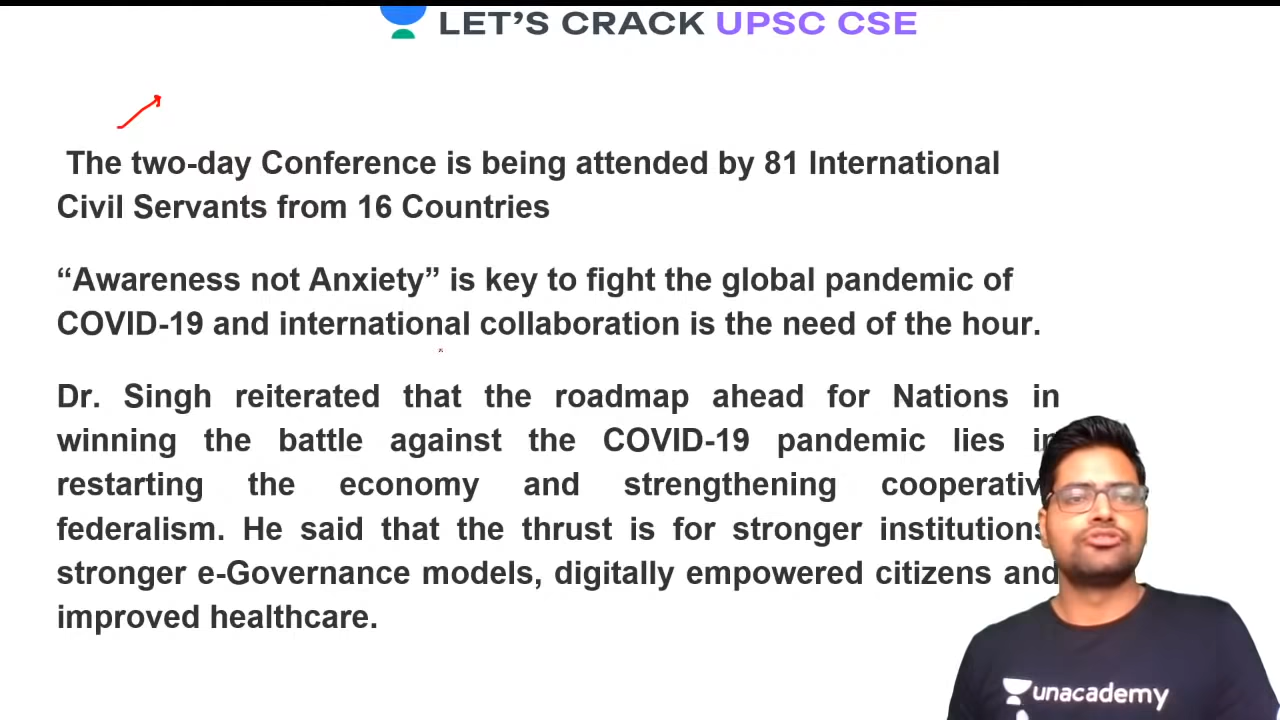 LET'S CRACK UPSC CSE
The two-day Conference is being attended by 81 International
Civil Servants from 16 Countries
“Awareness not Anxiety” is key to fight the global pandemic of
COVID-19 and international collaboration is the need of the hour.
Dr. Singh reiterated that the roadmap ahead for Nations in
winning the battle against the COVID-19 pandemic lies in
restarting the economy and strengthening cooperativ
federalism. He said that the thrust is for stronger institutions
stronger e-Governance models, digitally empowered citizens and
improved healthcare.
unacademy